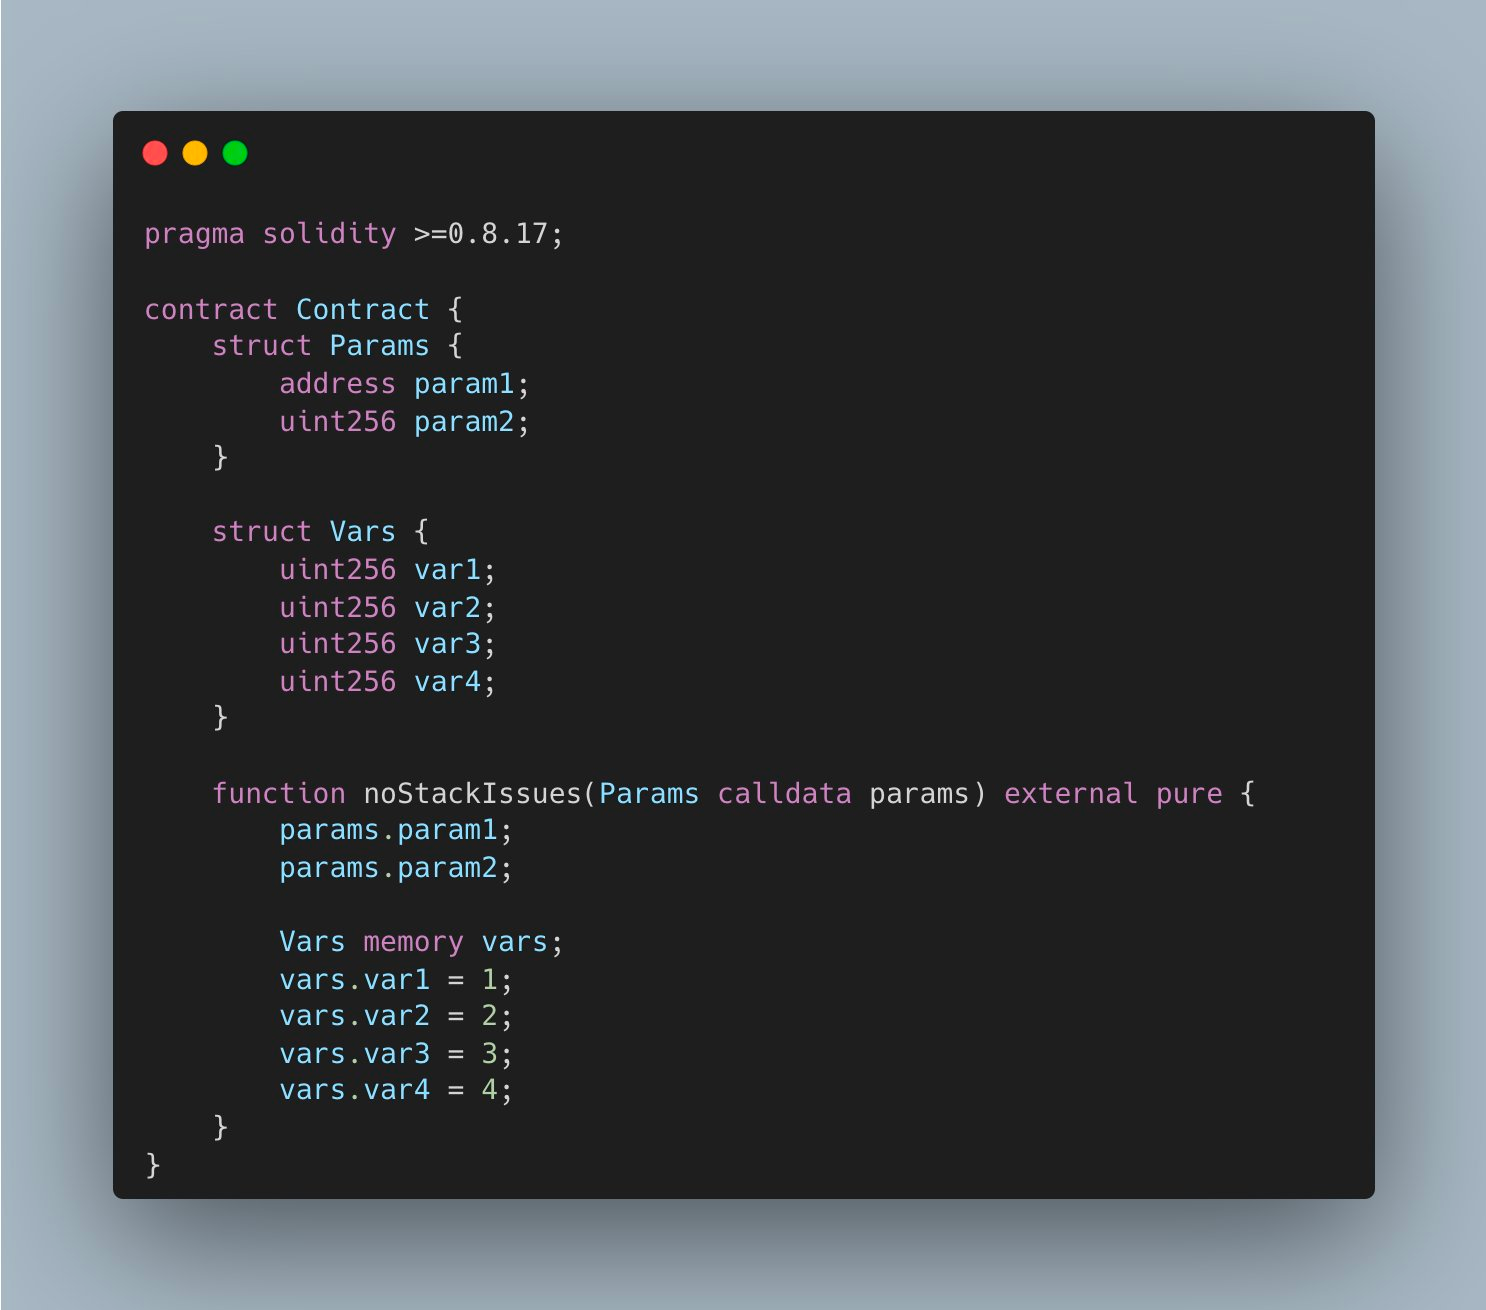 pragma solidity >=0.8.17;

contract Contract {
    struct Params {
        address param1;
        uint256 param2;
    }

    struct Vars {
        uint256 var1;
        uint256 var2;
        uint256 var3;
        uint256 var4;
    }

    function noStackIssues(Params calldata params) external pure {
        params.param1;
        params.param2;

        Vars memory vars;
        vars.var1 = 1;
        vars.var2 = 2;
        vars.var3 = 3;
        vars.var4 = 4;
    }
}